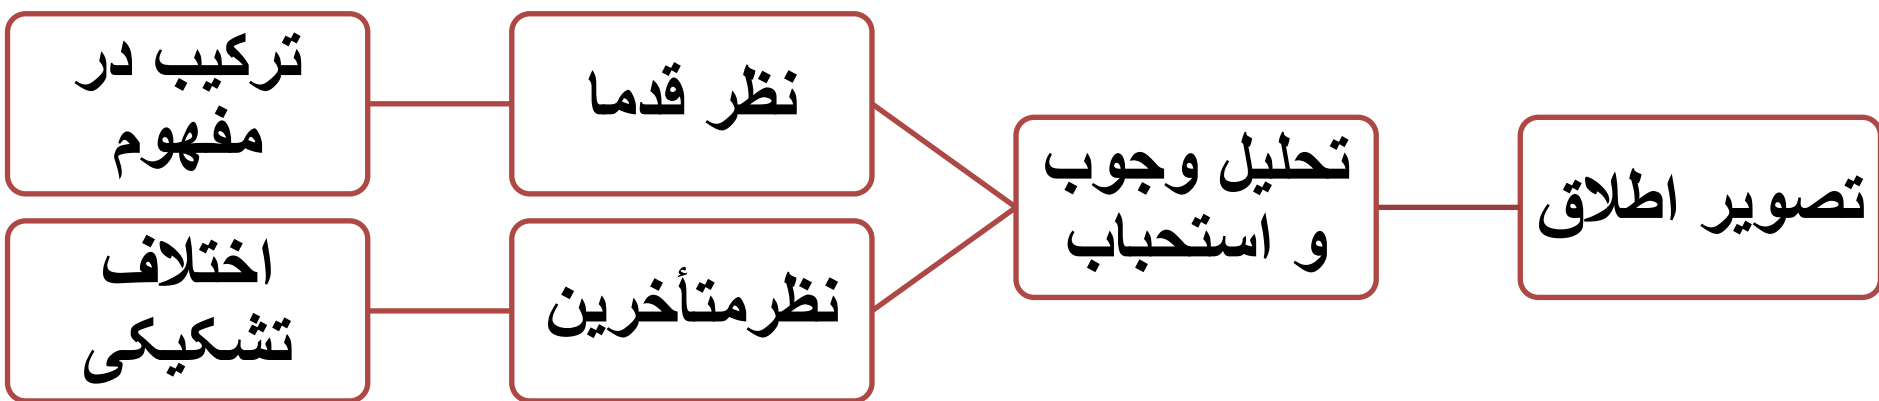 تصویر اطلاق
تحلیل وجوب
و استحباب
نظر قدما
ترکیب در
مفهوم
نظرمتأخرین
اختلاف
تشکیکی